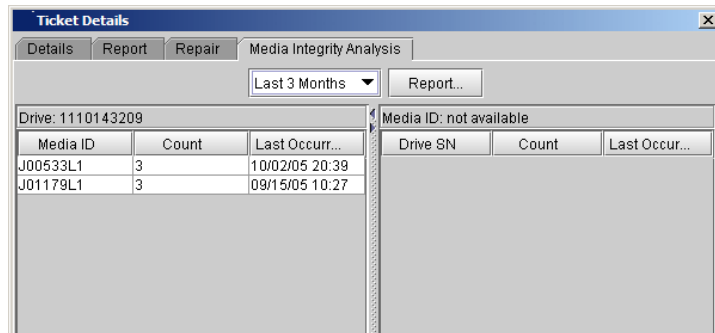 Ticket Details
Details Report Repair Media Integrity Analysis
Last 3 Months Report...
Drive: 1110143209
Media ID Count Last Occurr...
J00533L1 3 10/02/05 20:39
J01179L1 3 09/15/05 10:27
Media ID: not available
Drive SN Count Last Occur...